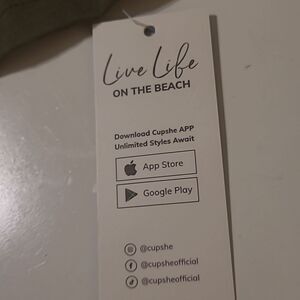 Live Life
ON THE BEACH
Download Cupshe APP
Unlimited Styles Await
App Store
Google Play
@cupshe
@cupsheofficial
@cupsheofficial